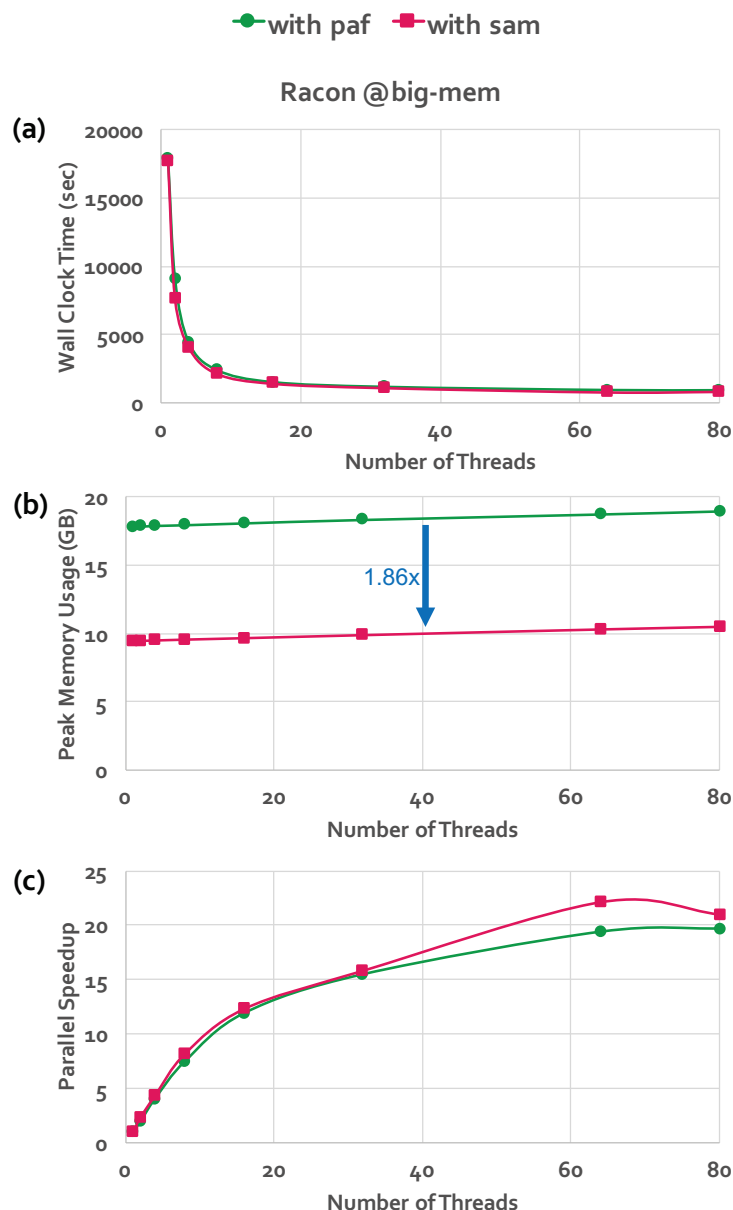 with paf with sam
Racon @big-mem
(a)
20000
15000
10000
5000
0
Wall Clock Time (sec)
0 20 40 60 80
Number of Threads
(b)
20
15
10
5
0
Peak Memory Usage (GB)
1.86x
0 20 40 60 80
Number of Threads
(c)
25
20
15
10
5
0
Parallel Speedup
0 20 40 60 80
Number of Threads